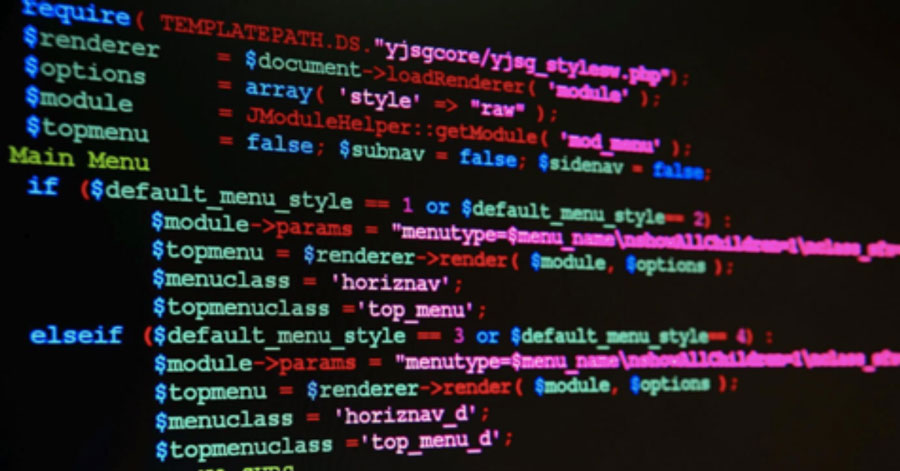 require( TEMPLATEPATH.DS."yjsgcore/yjsg_stylesw.php");
$renderer = $document->loadRenderer( 'module' );
$options = array( 'style' => "raw" );
$module = JModuleHelper::getModule( 'mod_menu' );
$topmenu = false; $subnav = false; $sidenav = false;
Main Menu
if ($default_menu_style == 1 or $default_menu_style== 2) :
$module->params = "menutype=$menu_name\nshowAllChildren=1\nclass_sfx=
$topmenu = $renderer->render( $module, $options );
$menuclass = 'horiznav';
$topmenuclass ='top_menu';
elseif ($default_menu_style == 3 or $default_menu_style== 4) :
$module->params = "menutype=$menu_name\nshowAllChildren=1\nclass_sfx=
$topmenu = $renderer->render( $module, $options );
$menuclass = 'horiznav_d';
$topmenuclass ='top_menu_d';